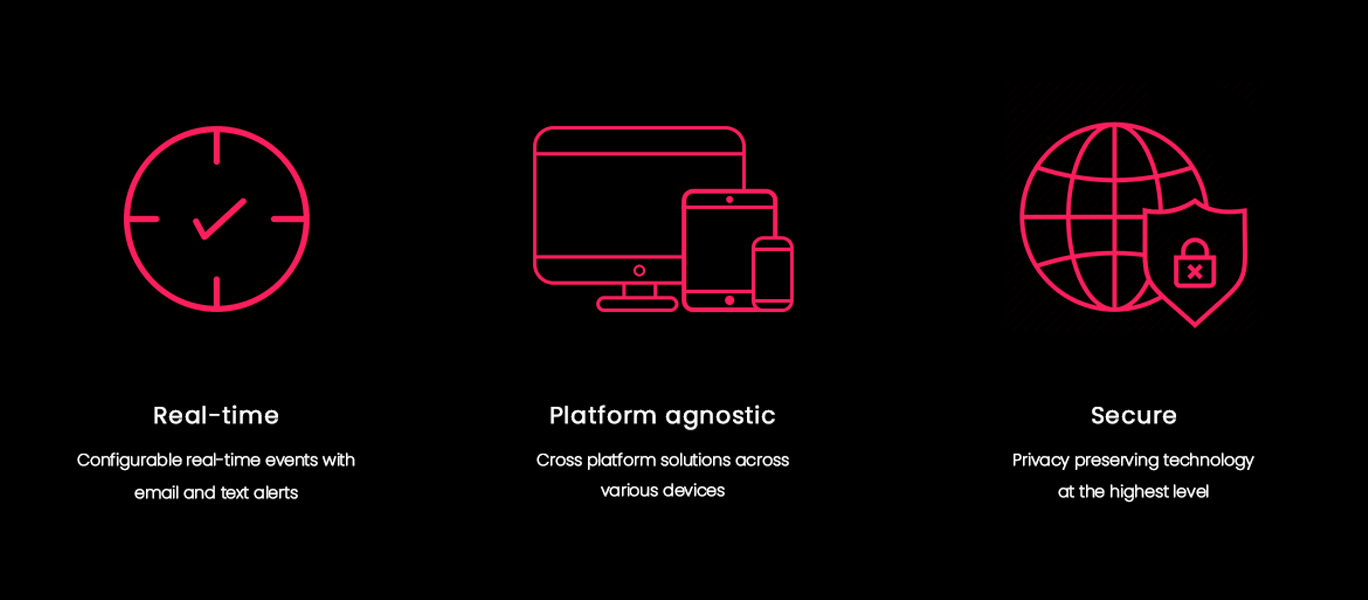 Real-time
Configurable real-time events with
email and text alerts
Platform agnostic
Cross platform solutions across
various devices
Secure
Privacy preserving technology
at the highest level